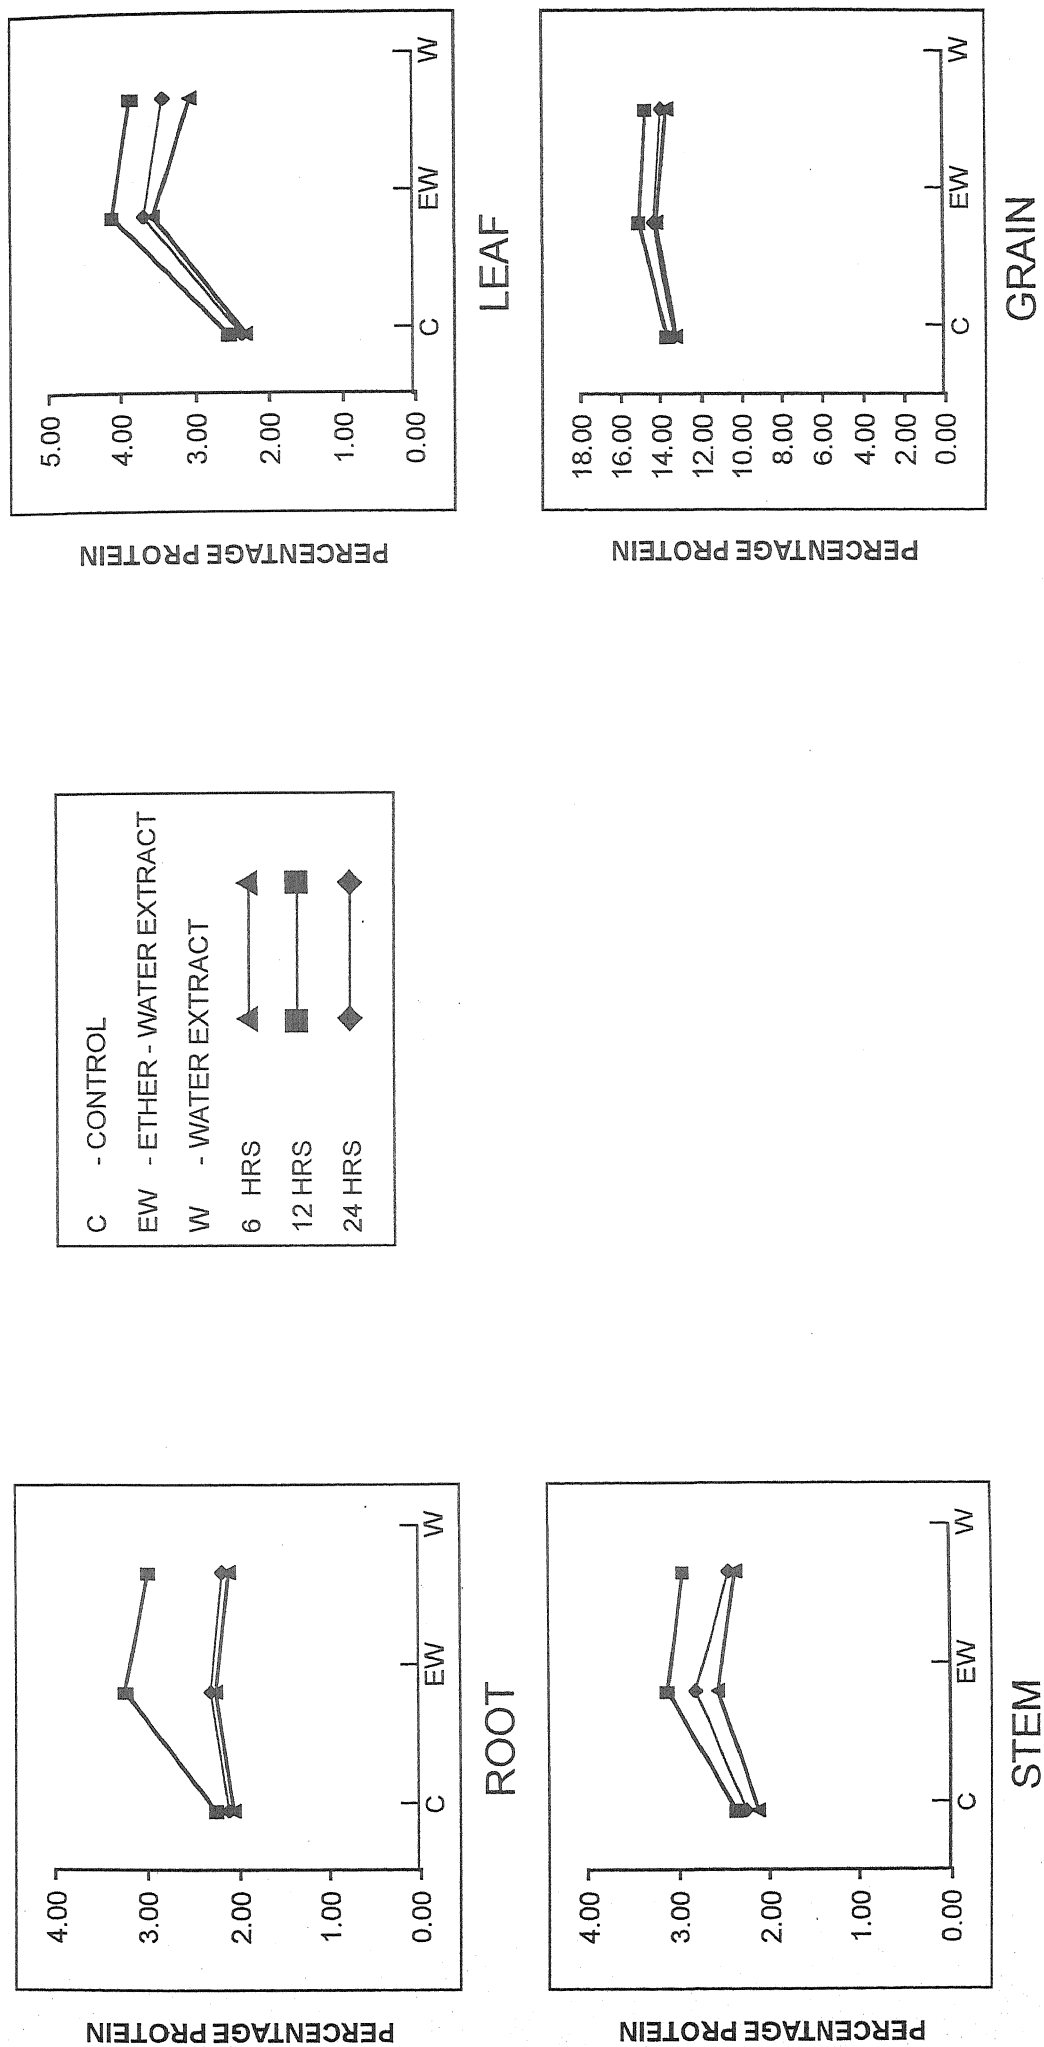 C - CONTROL
EW - ETHER - WATER EXTRACT
W - WATER EXTRACT
6 HRS
12 HRS
24 HRS
PERCENTAGE PROTEIN
4.00
3.00
2.00
1.00
0.00
C EW W
ROOT
PERCENTAGE PROTEIN
5.00
4.00
3.00
2.00
1.00
0.00
C EW W
LEAF
PERCENTAGE PROTEIN
4.00
3.00
2.00
1.00
0.00
C EW W
STEM
PERCENTAGE PROTEIN
18.00
16.00
14.00
12.00
10.00
8.00
6.00
4.00
2.00
0.00
C EW W
GRAIN